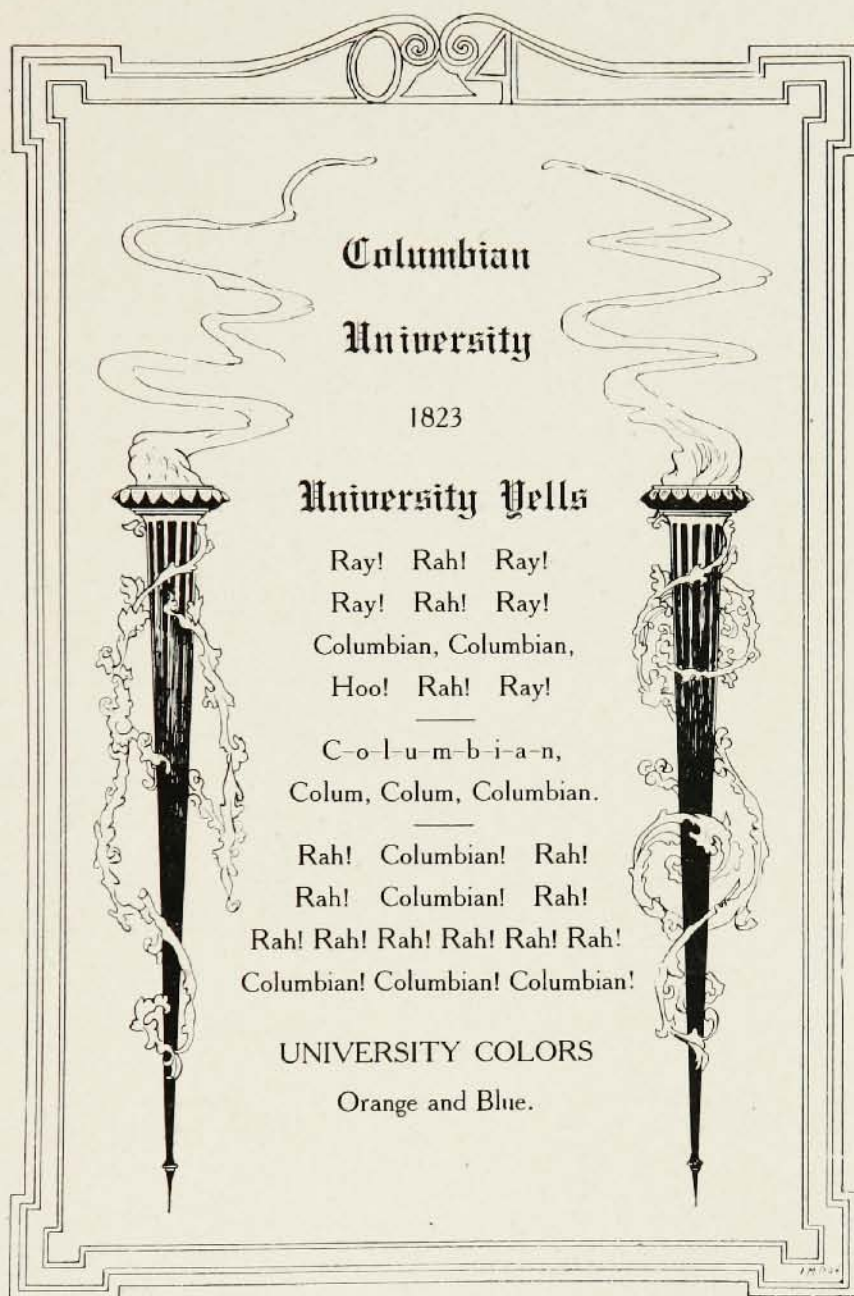 04
Columbian
University
1823
University Yells
Ray! Rah! Ray!
Ray! Rah! Ray!
Columbian, Columbian,
Hoo! Rah! Ray!
C-o-l-u-m-b-i-a-n,
Colum, Colum, Columbian.
Rah! Columbian! Rah!
Rah! Columbian! Rah!
Rah! Rah! Rah! Rah! Rah! Rah!
Columbian! Columbian! Columbian!
UNIVERSITY COLORS
Orange and Blue.